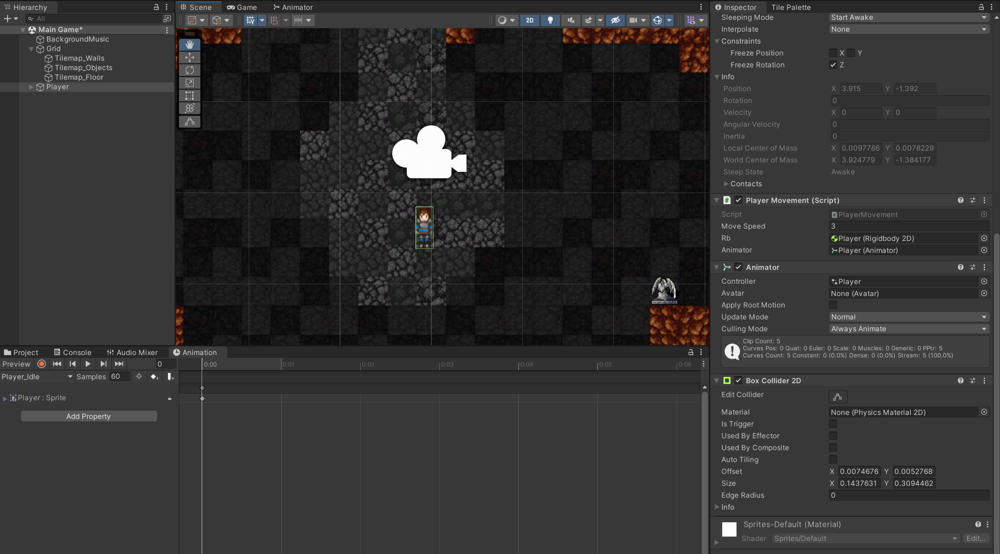 Hierarchy
All
Main Game*
BackgroundMusic
Grid
Tilemap_Walls
Tilemap_Objects
Tilemap_Floor
Player
Scene
Game
Animator
2D
Inspector
Tile Palette
Sleeping Mode
Start Awake
Interpolate
None
Constraints
Freeze Position
X
Y
Freeze Rotation
Z
Info
Position
X 3.915 Y -1.392
Rotation
0
Velocity
X 0 Y 0
Angular Velocity
0
Inertia
0
Local Center of Mass
X 0.0097786 Y 0.0078229
World Center of Mass
X 3.924779 Y -1.384177
Sleep State
Awake
Contacts
Player Movement (Script)
Script
PlayerMovement
Move Speed
3
Rb
Player (Rigidbody 2D)
Animator
Player (Animator)
Animator
Controller
Player
Avatar
None (Avatar)
Apply Root Motion
Update Mode
Normal
Culling Mode
Always Animate
Clip Count: 5
Curves Pos: 0 Quat: 0 Euler: 0 Scale: 0 Muscles: 0 Generic: 0 PPtr: 5
Curves Count: 5 Constant: 0 (0.0%) Dense: 0 (0.0%) Stream: 5 (100.0%)
Box Collider 2D
Edit Collider
Material
None (Physics Material 2D)
Is Trigger
Used By Effector
Used By Composite
Auto Tiling
Offset
X 0.0074676 Y 0.0052768
Size
X 0.1437631 Y 0.3094462
Edge Radius
0
Info
Sprites-Default (Material)
Shader
Sprites/Default
Edit...
Project
Console
Audio Mixer
Animation
Preview
0
0:00
0:01
0:02
0:03
0:04
0:05
0:06
Player_Idle
Samples
60
Player : Sprite
Add Property